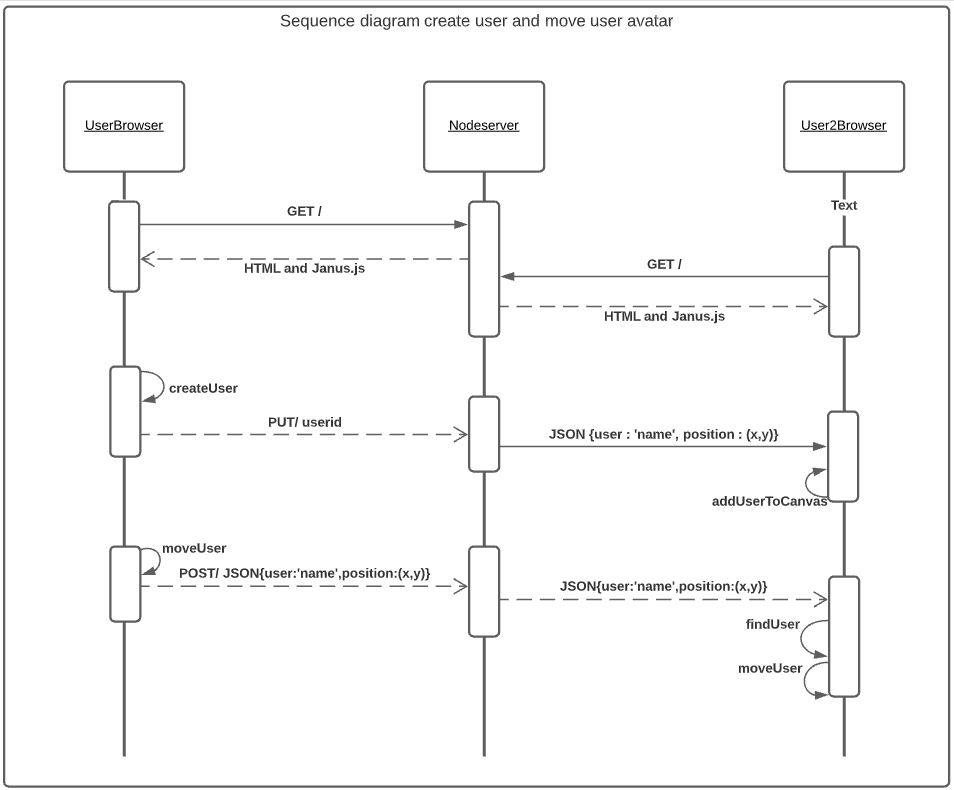 Sequence diagram create user and move user avatar
UserBrowser
Nodeserver
User2Browser
Text
GET /
HTML and Janus.js
GET /
HTML and Janus.js
createUser
PUT/ userid
JSON {user : 'name', position : (x,y)}
addUserToCanvas
moveUser
POST/ JSON{user:'name',position:(x,y)}
JSON{user:'name',position:(x,y)}
findUser
moveUser